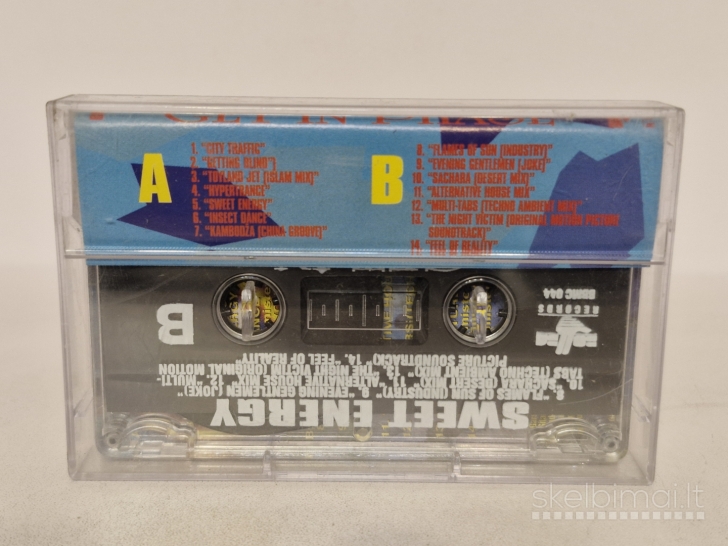 GET IN TRANCE
A
1. "CITY TRAFFIC"
2. "GETTING BLIND"]
3. "TOYLAND JET [ISLAM MIX]"
4. "HYPERTRANCE"
5. "SWEET ENERGY"
6. "INSECT DANCE"
7. "KAMBODZA [CHINA GROOVE]"
B
8. "FLAMES OF SUN [INDUSTRY]"
9. "EVENING GENTLEMEN [JOKE]"
10. "SACHARA [DESERT MIX]"
11. "ALTERNATIVE HOUSE MIX"
12. "MULTI-TABS [TECHNO AMBIENT MIX]"
13. "THE NIGHT VICTIM [ORIGINAL MOTION PICTURE
SOUNDTRACK]"
14. "FEEL OF REALITY"
SWEET ENERGY
8. "FLAMES OF SUN (INDUSTRY)" 9. "EVENING GENTLEMEN (JOKE)"
10. "SACHARA (DESERT MIX)" 11. "ALTERNATIVE HOUSE MIX" 12. "MULTI-
TABS (TECHNO AMBIENT MIX)" 13. "THE NIGHT VICTIM (ORIGINAL MOTION
PICTURE SOUNDTRACK) 14. "FEEL OF REALITY
B
RECORDS
skelbimai.lt